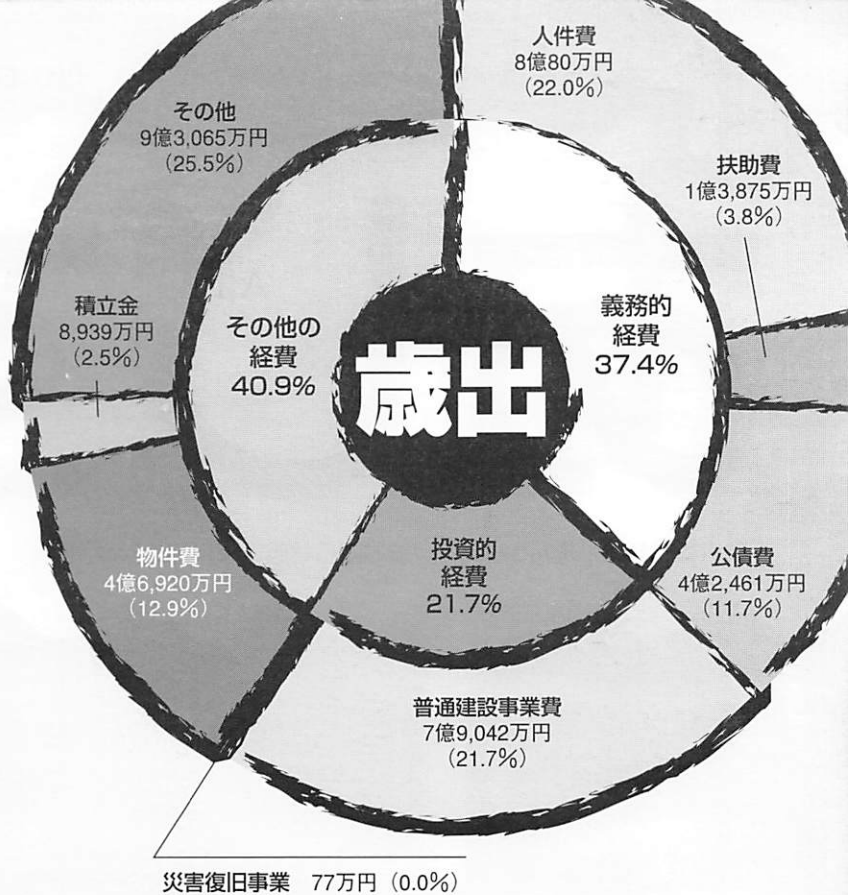 歳出
義務的
経費
37.4%
人件費
8億80万円
(22.0%)
扶助費
1億3,875万円
(3.8%)
公債費
4億2,461万円
(11.7%)
投資的
経費
21.7%
普通建設事業費
7億9,042万円
(21.7%)
災害復旧事業 77万円 (0.0%)
その他の
経費
40.9%
物件費
4億6,920万円
(12.9%)
積立金
8,939万円
(2.5%)
その他
9億3,065万円
(25.5%)